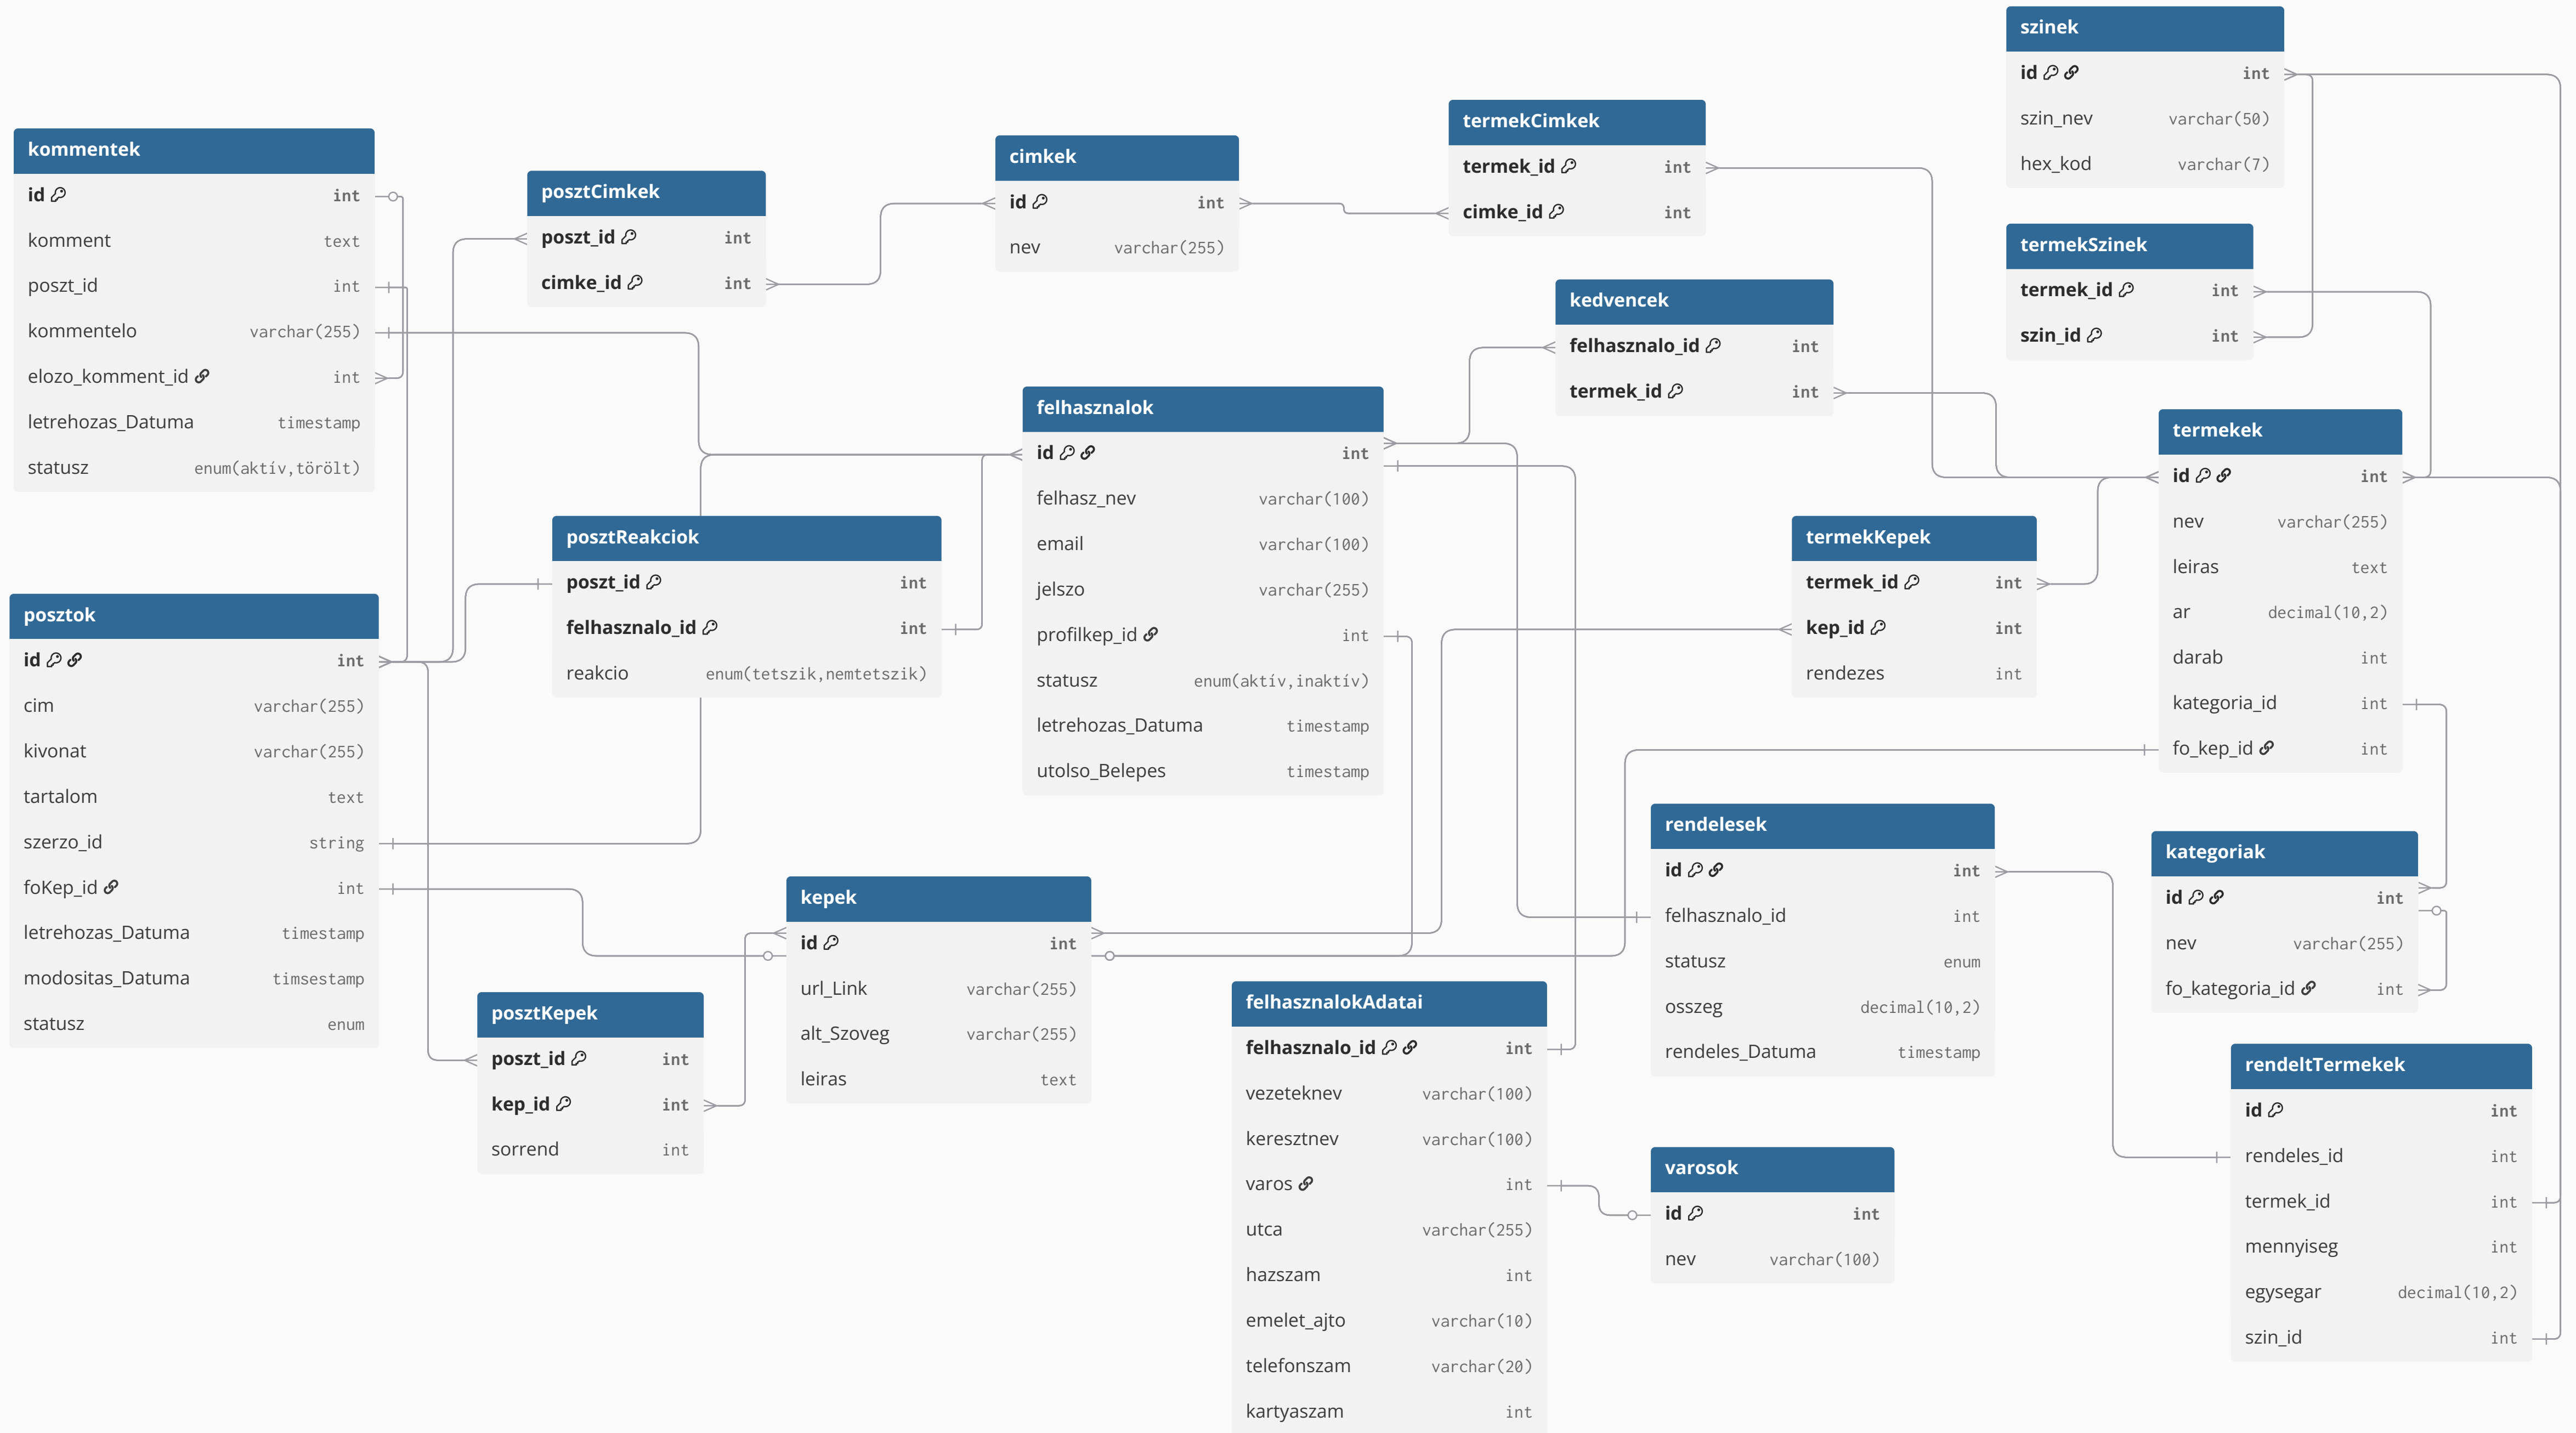 kommentek
id int
komment text
poszt_id int
kommentelo varchar(255)
elozo_komment_id int
letrehozas_Datuma timestamp
statusz enum(aktív,törölt)
posztok
id int
cim varchar(255)
kivonat varchar(255)
tartalom text
szerzo_id string
foKep_id int
letrehozas_Datuma timestamp
modositas_Datuma timsestamp
statusz enum
posztCimkek
poszt_id int
cimke_id int
posztReakciok
poszt_id int
felhasznalo_id int
reakcio enum(tetszik,nemtetszik)
posztKepek
poszt_id int
kep_id int
sorrend int
kepek
id int
url_Link varchar(255)
alt_Szoveg varchar(255)
leiras text
cimkek
id int
nev varchar(255)
felhasznalok
id int
felhasz_nev varchar(100)
email varchar(100)
jelszo varchar(255)
profilkep_id int
statusz enum(aktív,inaktív)
letrehozas_Datuma timestamp
utolso_Belepes timestamp
felhasznalokAdatai
felhasznalo_id int
vezeteknev varchar(100)
keresztnev varchar(100)
varos int
utca varchar(255)
hazszam int
emelet_ajto varchar(10)
telefonszam varchar(20)
kartyaszam int
termekCimkek
termek_id int
cimke_id int
kedvencek
felhasznalo_id int
termek_id int
termekKepek
termek_id int
kep_id int
rendezes int
rendelesek
id int
felhasznalo_id int
statusz enum
osszeg decimal(10,2)
rendeles_Datuma timestamp
varosok
id int
nev varchar(100)
szinek
id int
szin_nev varchar(50)
hex_kod varchar(7)
termekSzinek
termek_id int
szin_id int
termekek
id int
nev varchar(255)
leiras text
ar decimal(10,2)
darab int
kategoria_id int
fo_kep_id int
kategoriak
id int
nev varchar(255)
fo_kategoria_id int
rendeltTermekek
id int
rendeles_id int
termek_id int
mennyiseg int
egysegar decimal(10,2)
szin_id int